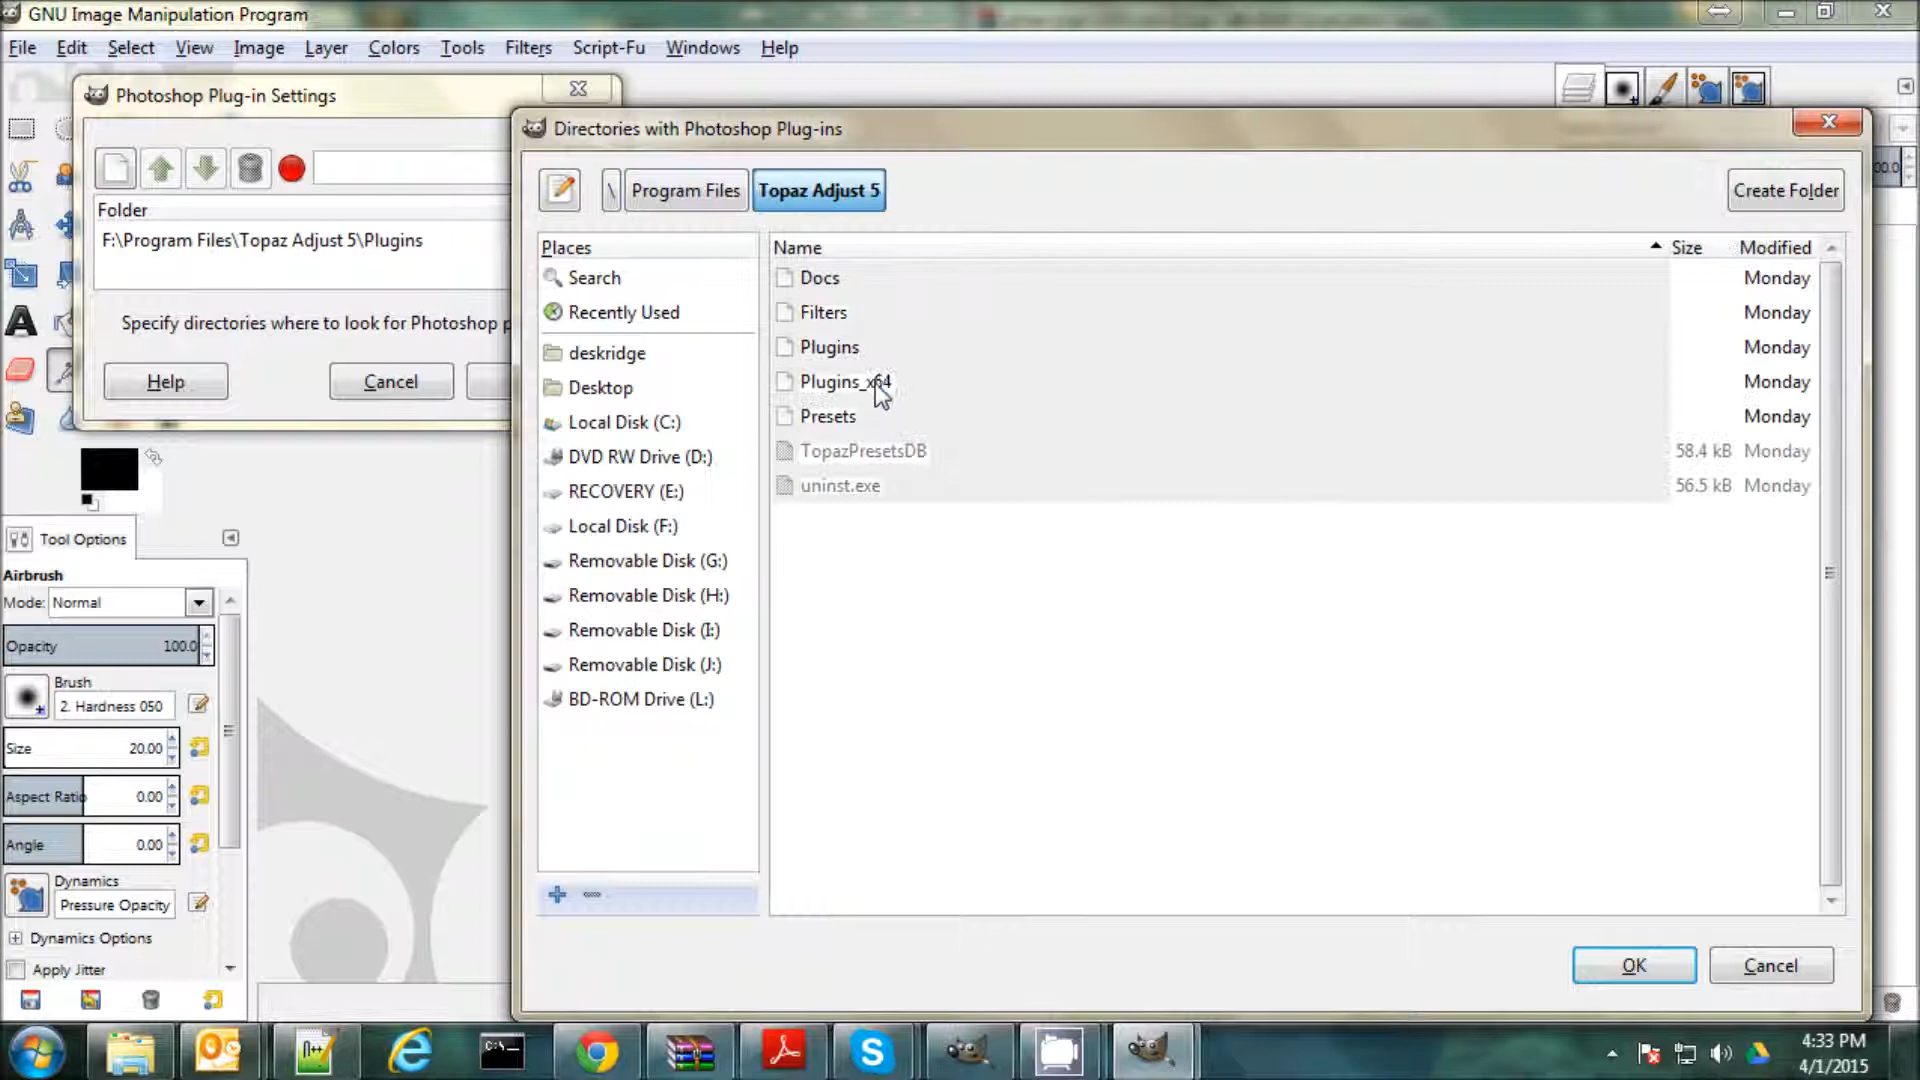 GNU Image Manipulation Program
File Edit Select View Image Layer Colors Tools Filters Script-Fu Windows Help
Photoshop Plug-in Settings
Folder
F:\Program Files\Topaz Adjust 5\Plugins
Specify directories where to look for Photoshop p
Help
Cancel
Directories with Photoshop Plug-ins
\ Program Files Topaz Adjust 5
Create Folder
Places
Search
Recently Used
deskridge
Desktop
Local Disk (C:)
DVD RW Drive (D:)
RECOVERY (E:)
Local Disk (F:)
Removable Disk (G:)
Removable Disk (H:)
Removable Disk (I:)
Removable Disk (J:)
BD-ROM Drive (L:)
Name Size Modified
Docs Monday
Filters Monday
Plugins Monday
Plugins_x64 Monday
Presets Monday
TopazPresetsDB 58.4 kB Monday
uninst.exe 56.5 kB Monday
OK
Cancel
00.0
Tool Options
Airbrush
Mode: Normal
Opacity 100.0
Brush
2. Hardness 050
Size 20.00
Aspect Ratio 0.00
Angle 0.00
Dynamics
Pressure Opacity
Dynamics Options
Apply Jitter
4:33 PM
4/1/2015